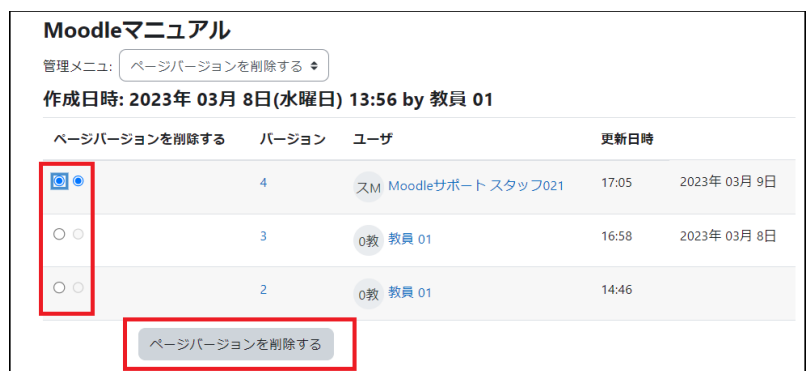 Moodleマニュアル
管理メニュ: ページバージョンを削除する
作成日時: 2023年 03月 8日(水曜日) 13:56 by 教員 01
ページバージョンを削除する バージョン ユーザ 更新日時
4 スM Moodleサポート スタッフ021 17:05 2023年 03月 9日
3 0教 教員 01 16:58 2023年 03月 8日
2 0教 教員 01 14:46
ページバージョンを削除する